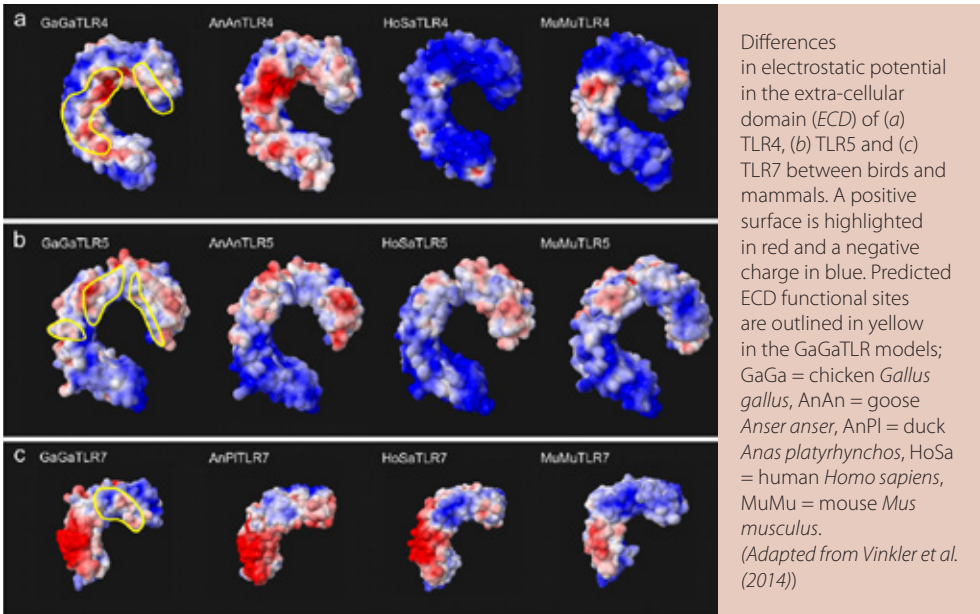 a
GaGaTLR4 AnAnTLR4 HoSaTLR4 MuMuTLR4
b
GaGaTLR5 AnAnTLR5 HoSaTLR5 MuMuTLR5
c
GaGaTLR7 AnPlTLR7 HoSaTLR7 MuMuTLR7
Differences
in electrostatic potential
in the extra-cellular
domain (ECD) of (a)
TLR4, (b) TLR5 and (c)
TLR7 between birds and
mammals. A positive
surface is highlighted
in red and a negative
charge in blue. Predicted
ECD functional sites
are outlined in yellow
in the GaGaTLR models;
GaGa = chicken Gallus
gallus, AnAn = goose
Anser anser, AnPl = duck
Anas platyrhynchos, HoSa
= human Homo sapiens,
MuMu = mouse Mus
musculus.
(Adapted from Vinkler et al.
(2014))